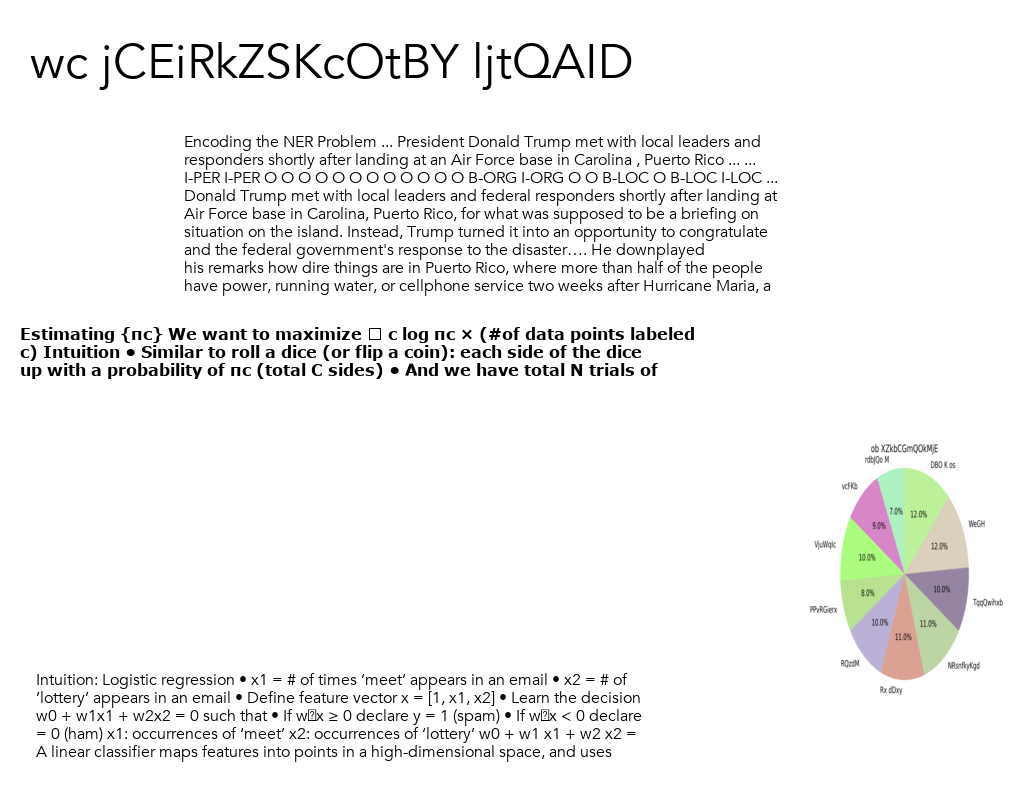 wc jCEiRkZSKcOtBY ljtQAID
Encoding the NER Problem ... President Donald Trump met with local leaders and
responders shortly after landing at an Air Force base in Carolina , Puerto Rico ... ...
I-PER I-PER O O O O O O O O O O O O B-ORG I-ORG O O B-LOC O B-LOC I-LOC ...
Donald Trump met with local leaders and federal responders shortly after landing at
Air Force base in Carolina, Puerto Rico, for what was supposed to be a briefing on
situation on the island. Instead, Trump turned it into an opportunity to congratulate
and the federal government's response to the disaster…. He downplayed
his remarks how dire things are in Puerto Rico, where more than half of the people
have power, running water, or cellphone service two weeks after Hurricane Maria, a
Estimating {πc} We want to maximize □ c log πc × (#of data points labeled
c) Intuition • Similar to roll a dice (or flip a coin): each side of the dice
up with a probability of πc (total C sides) • And we have total N trials of
ob XZkbCGmQOkMjE
rdbJQo M
DBO K os
vcFKb
7.0%
12.0%
WeGH
9.0%
VjuWqlc
12.0%
10.0%
10.0%
8.0%
PPvRGierx
TqqQwihxb
10.0%
11.0%
11.0%
RQzdM
NRsnfkyKgd
Rx dDxy
Intuition: Logistic regression • x1 = # of times ‘meet’ appears in an email • x2 = # of
‘lottery’ appears in an email • Define feature vector x = [1, x1, x2] • Learn the decision
w0 + w1x1 + w2x2 = 0 such that • If w□x ≥ 0 declare y = 1 (spam) • If w□x < 0 declare
= 0 (ham) x1: occurrences of ‘meet’ x2: occurrences of ‘lottery’ w0 + w1 x1 + w2 x2 =
A linear classifier maps features into points in a high-dimensional space, and uses